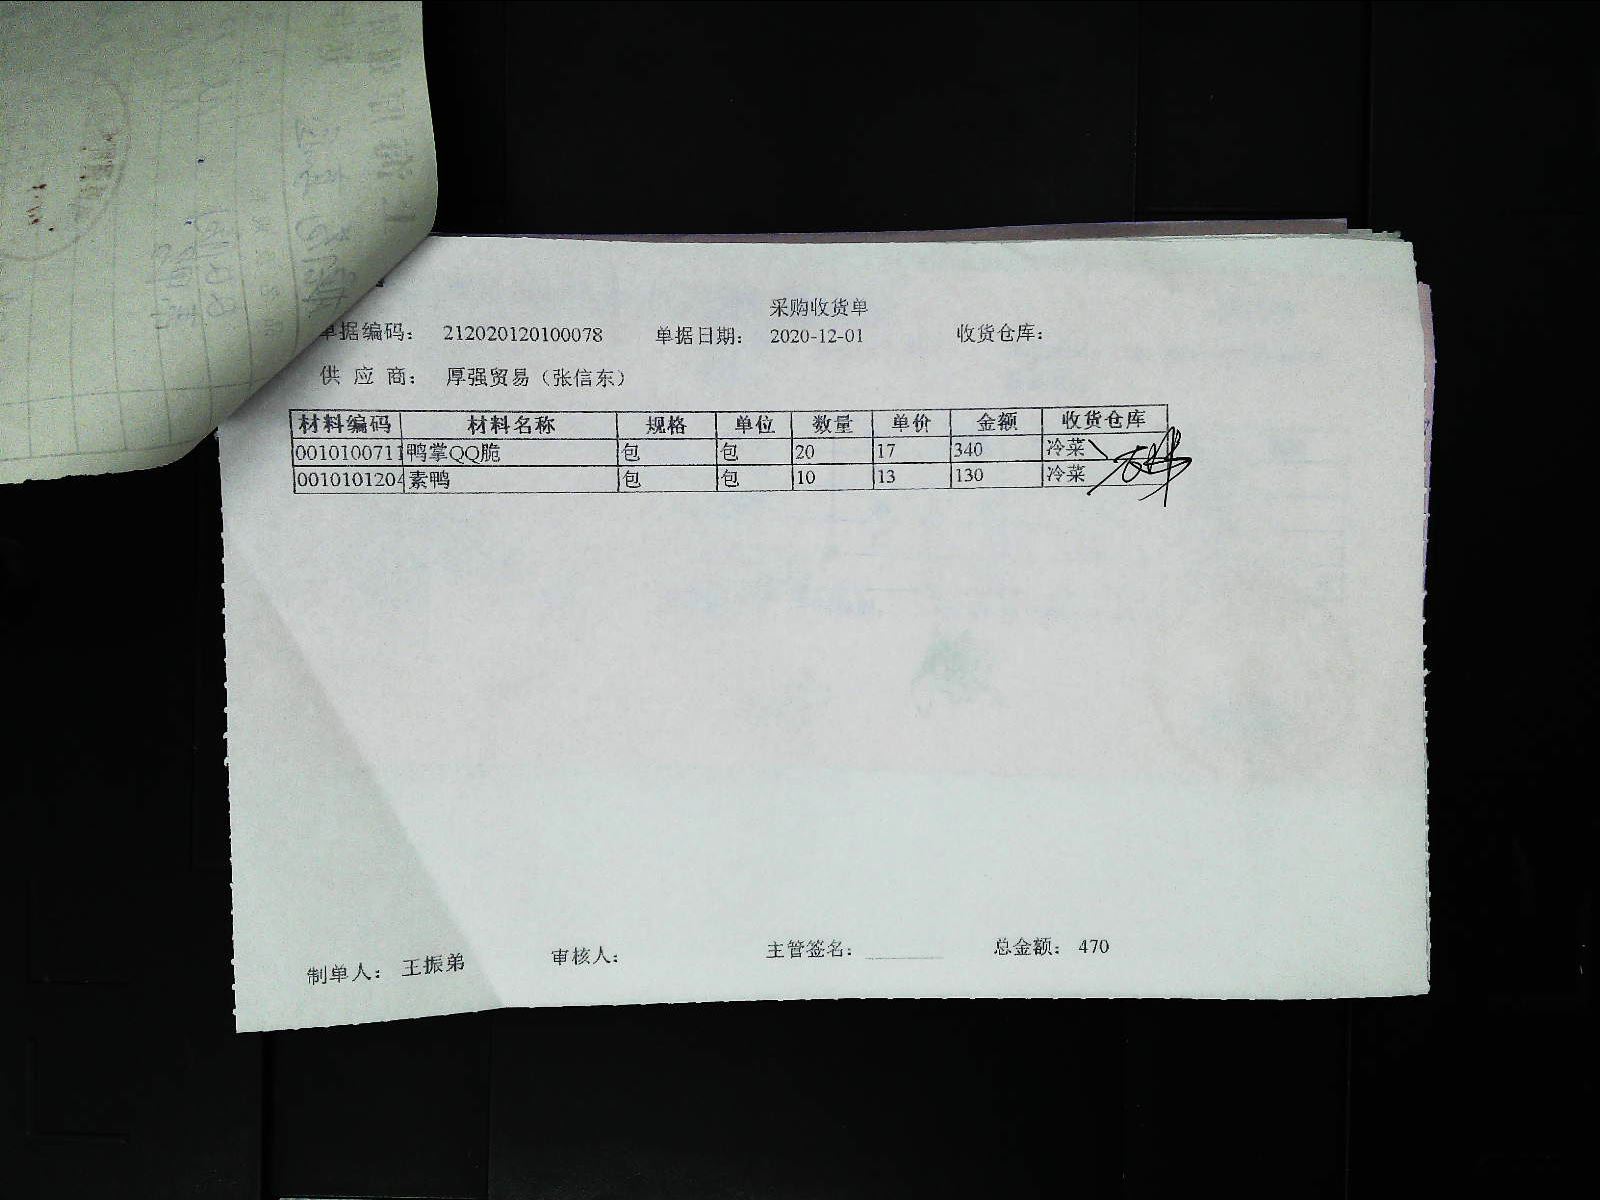 采购收货单
单据编码： 212020120100078 单据日期： 2020-12-01 收货仓库：
供 应 商： 厚强贸易（张信东）
材料编码 材料名称 规格 单位 数量 单价 金额 收货仓库
0010100711 鸭掌QQ脆 包 包 20 17 340 冷菜
0010101204 素鸭 包 包 10 13 130 冷菜
制单人： 王振弟 审核人： 主管签名： 总金额： 470